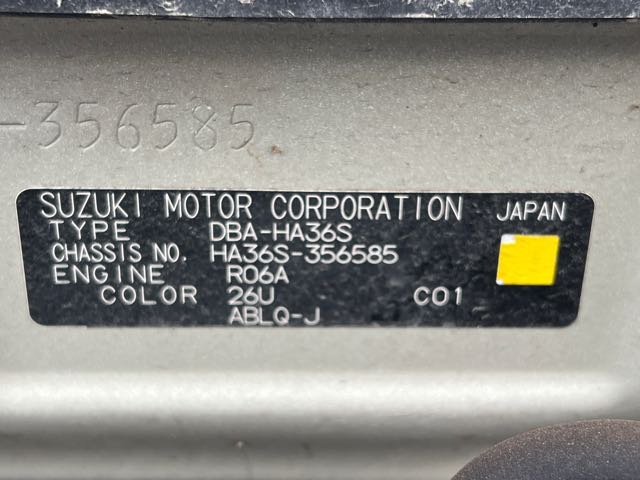 -356585
SUZUKI MOTOR CORPORATION JAPAN
TYPE DBA-HA36S
CHASSIS NO. HA36S-356585
ENGINE R06A
COLOR 26U C01
ABLQ-J